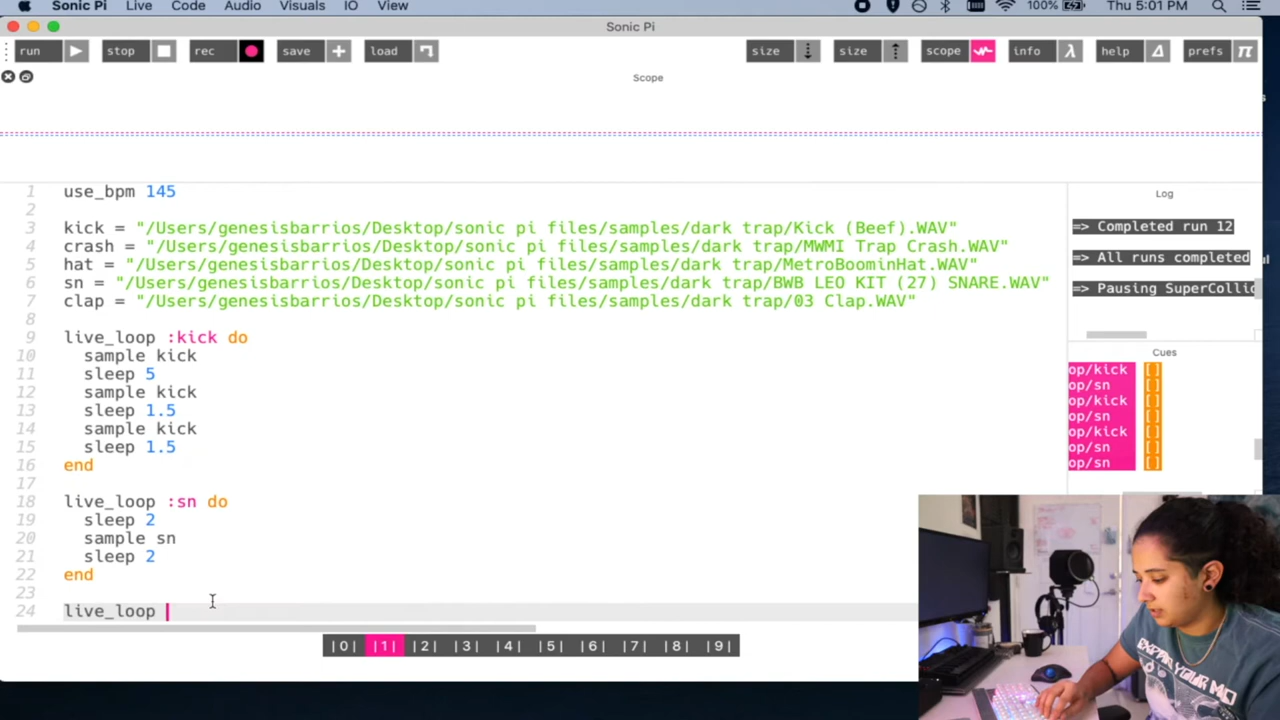 Sonic Pi Live Code Audio Visuals IO View 100% Thu 5:01 PM
Sonic Pi
run stop rec save load size size scope info help prefs
Scope
1 use_bpm 145
2
3 kick = "/Users/genesisbarrios/Desktop/sonic pi files/samples/dark trap/Kick (Beef).WAV"
4 crash = "/Users/genesisbarrios/Desktop/sonic pi files/samples/dark trap/MWMI Trap Crash.WAV"
5 hat = "/Users/genesisbarrios/Desktop/sonic pi files/samples/dark trap/MetroBoominHat.WAV"
6 sn = "/Users/genesisbarrios/Desktop/sonic pi files/samples/dark trap/BWB LEO KIT (27) SNARE.WAV"
7 clap = "/Users/genesisbarrios/Desktop/sonic pi files/samples/dark trap/03 Clap.WAV"
8
9 live_loop :kick do
10 sample kick
11 sleep 5
12 sample kick
13 sleep 1.5
14 sample kick
15 sleep 1.5
16 end
17
18 live_loop :sn do
19 sleep 2
20 sample sn
21 sleep 2
22 end
23
24 live_loop
|0| |1| |2| |3| |4| |5| |6| |7| |8| |9|
Log
=> Completed run 12
=> All runs completed
=> Pausing SuperCollic
Cues
op/kick []
op/sn []
op/kick []
op/sn []
op/kick []
op/sn []
op/sn []